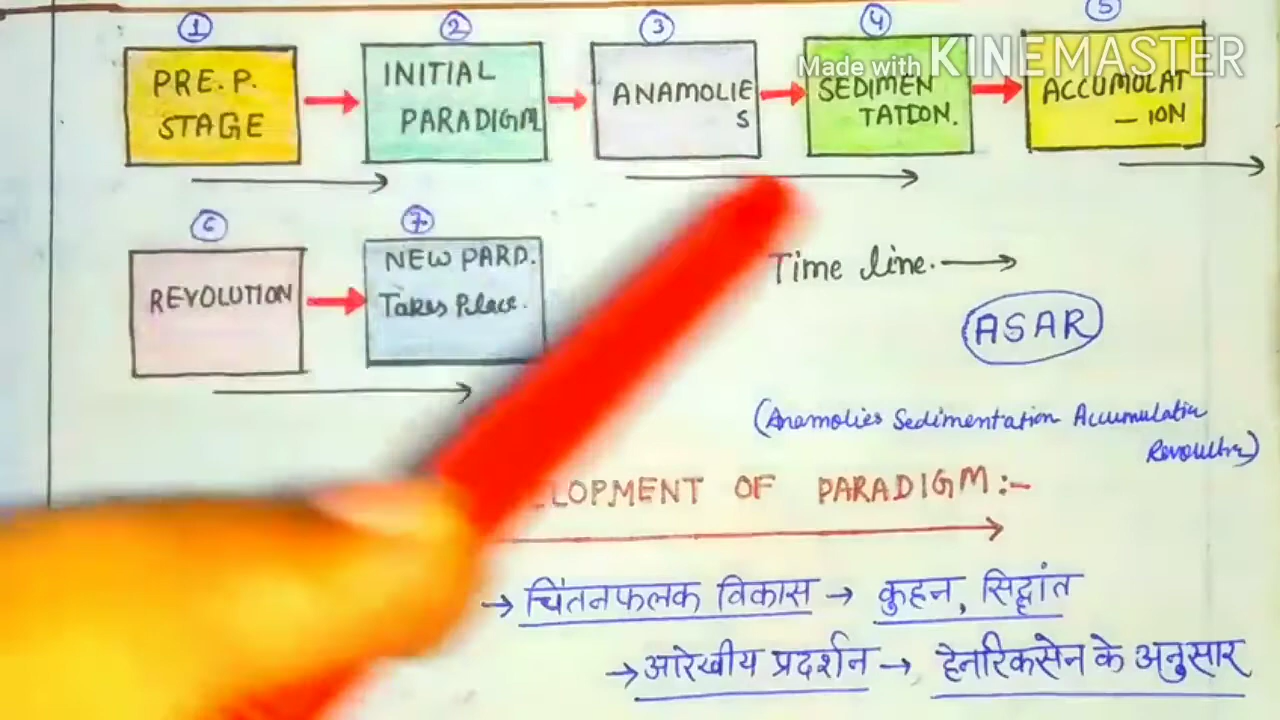 1 2 3 4 5
PRE. P. STAGE
INITIAL PARADIGM
ANAMOLIE S
SEDIMEN TATION.
ACCUMOLAT – ION
Made with KINEMASTER
6 7
REVOLUTION
NEW PARD. Takes Place.
Time line.
ASAR
(Anamolies Sedimentation Accumulation
Revolution)
LOPMENT OF PARADIGM:-
→ चिंतनफलक विकास → कुहन, सिद्धांत
→ आरेखीय प्रदर्शन → हेनरिकसेन के अनुसार